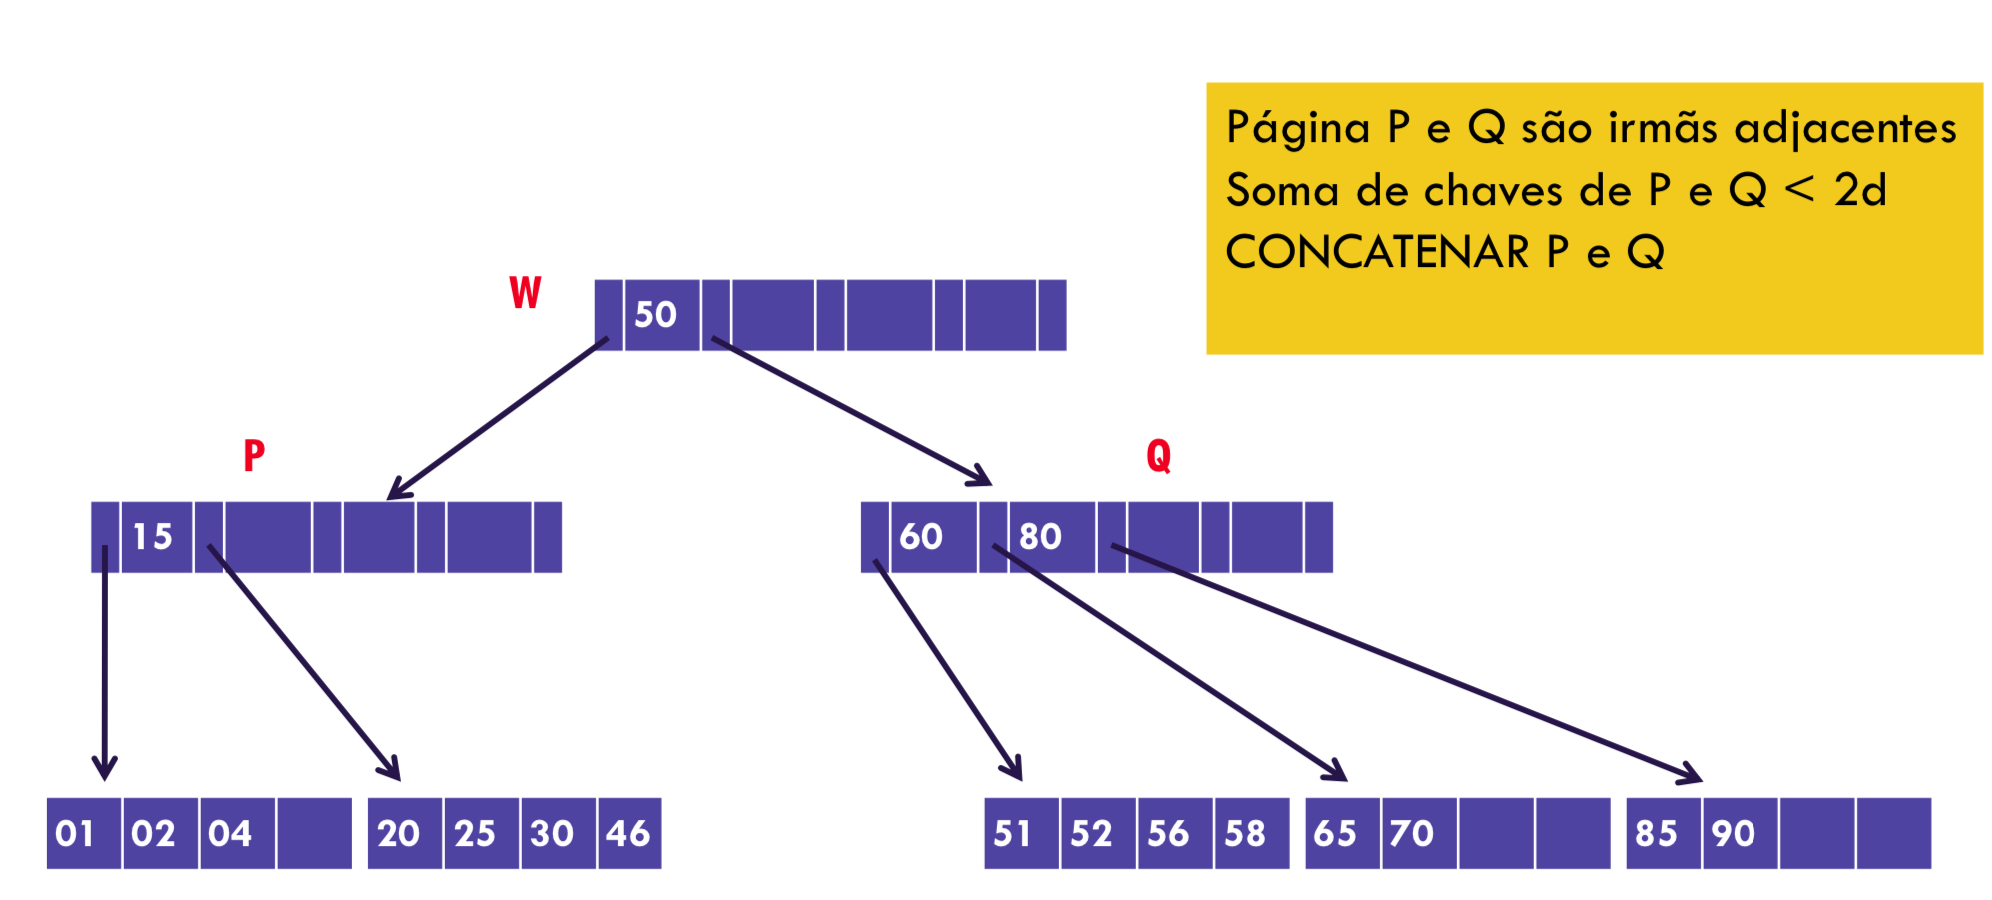 Página P e Q são irmãs adjacentes
Soma de chaves de P e Q < 2d
CONCATENAR P e Q
W
50
P
Q
15
60 80
01 02 04 20 25 30 46 51 52 56 58 65 70 85 90